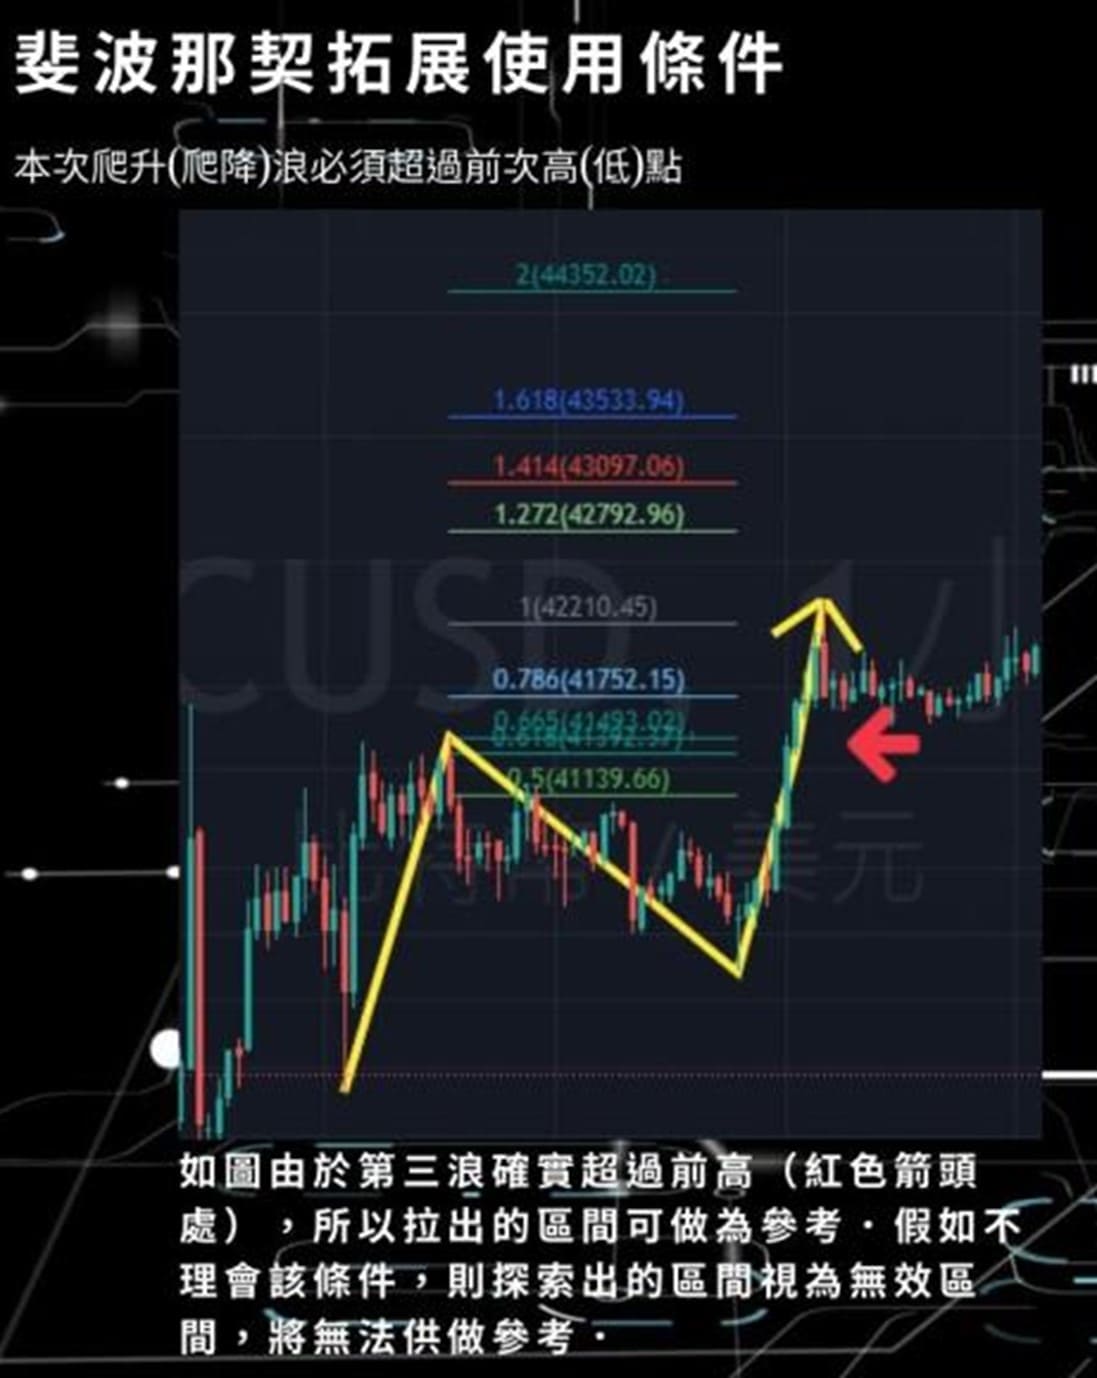 斐波那契拓展使用條件
本次爬升(爬降)浪必須超過前次高(低)點
2(44352.02)
1.618(43533.94)
1.414(43097.06)
1.272(42792.96)
CUSD, 1小
1(42210.45)
0.786(41752.15)
0.665(41493.02)
0.618(41392.37)
0.5(41139.66)
/ 美元
如圖由於第三浪確實超過前高（紅色箭頭
處），所以拉出的區間可做為參考．假如不
理會該條件，則探索出的區間視為無效區
間，將無法供做參考．